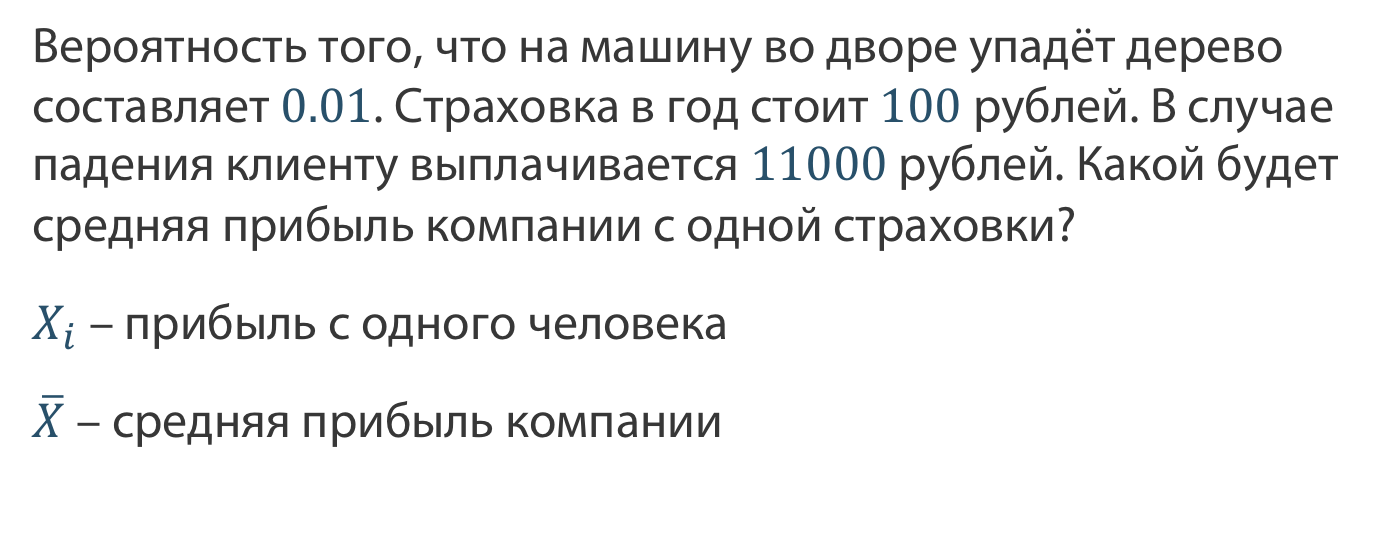 Вероятность того, что на машину во дворе упадёт дерево
составляет 0.01. Страховка в год стоит 100 рублей. В случае
падения клиенту выплачивается 11000 рублей. Какой будет
средняя прибыль компании с одной страховки?
Xᵢ – прибыль с одного человека
X̄ – средняя прибыль компании